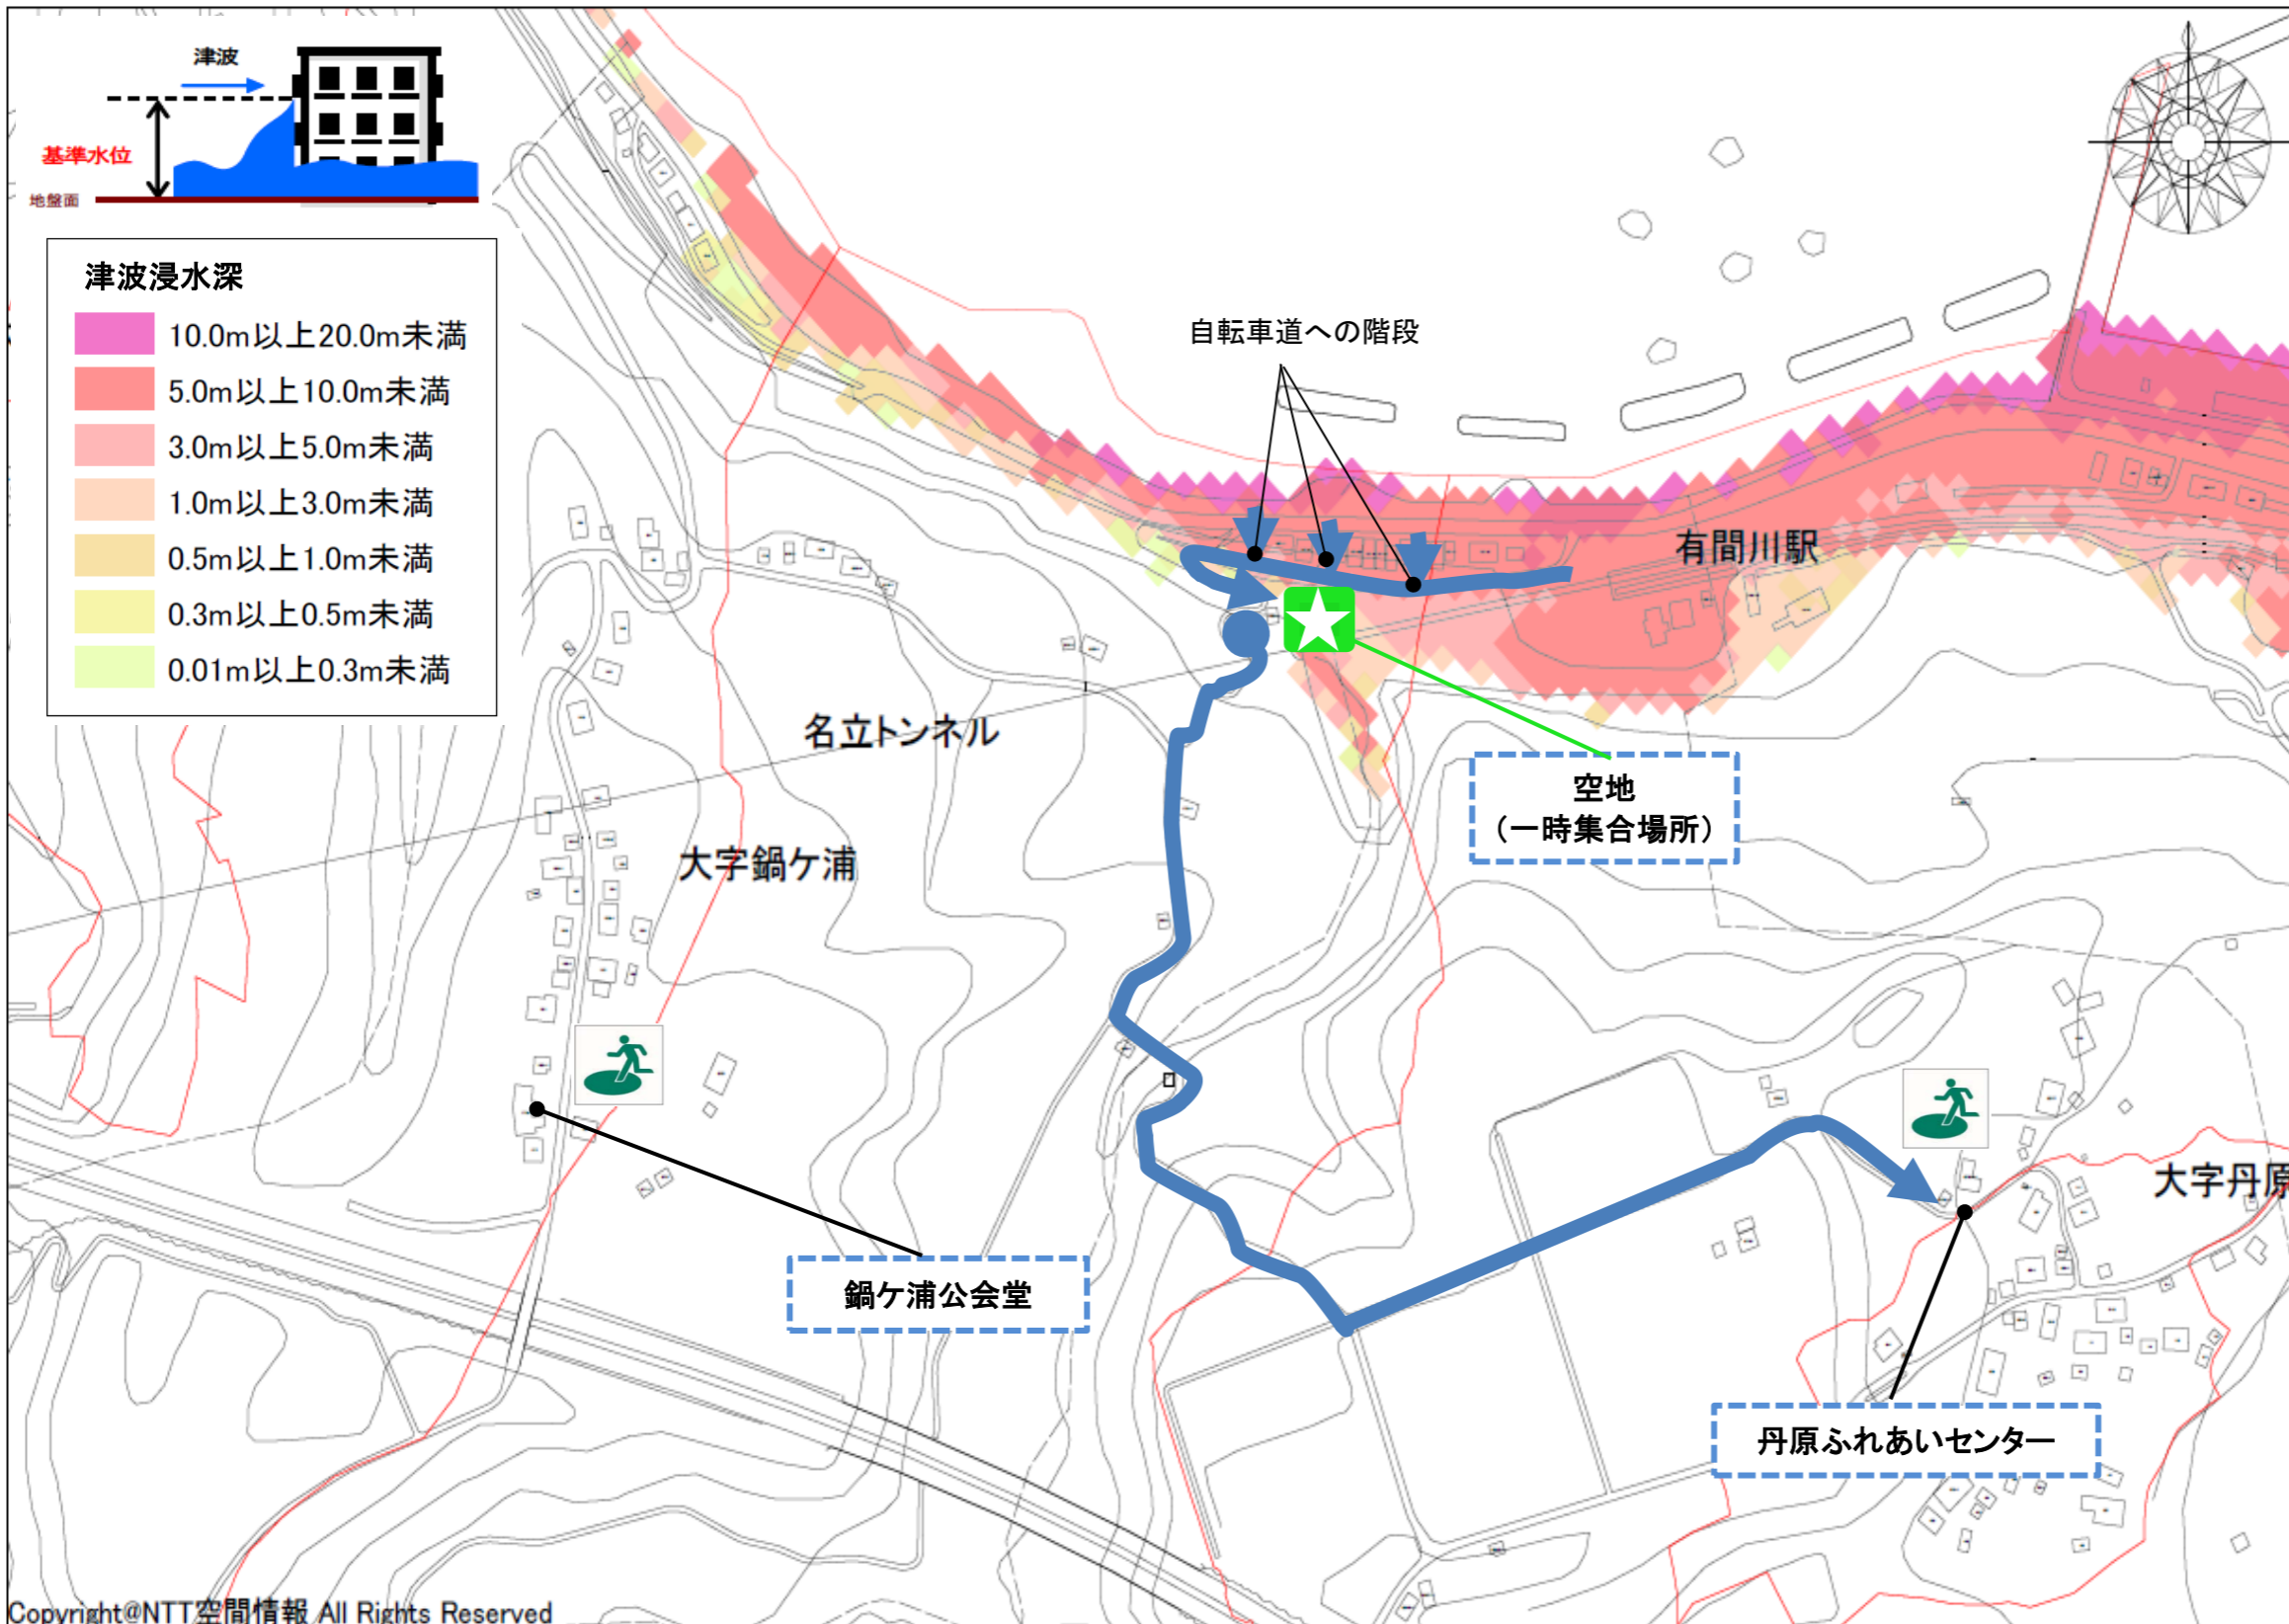 津波
基準水位
地盤面
津波浸水深
10.0m以上20.0m未満
5.0m以上10.0m未満
3.0m以上5.0m未満
1.0m以上3.0m未満
0.5m以上1.0m未満
0.3m以上0.5m未満
0.01m以上0.3m未満
自転車道への階段
有間川駅
名立トンネル
空地
（一時集合場所）
大字鍋ケ浦
大字丹原
鍋ケ浦公会堂
丹原ふれあいセンター
Copyright@NTT空間情報 All Rights Reserved